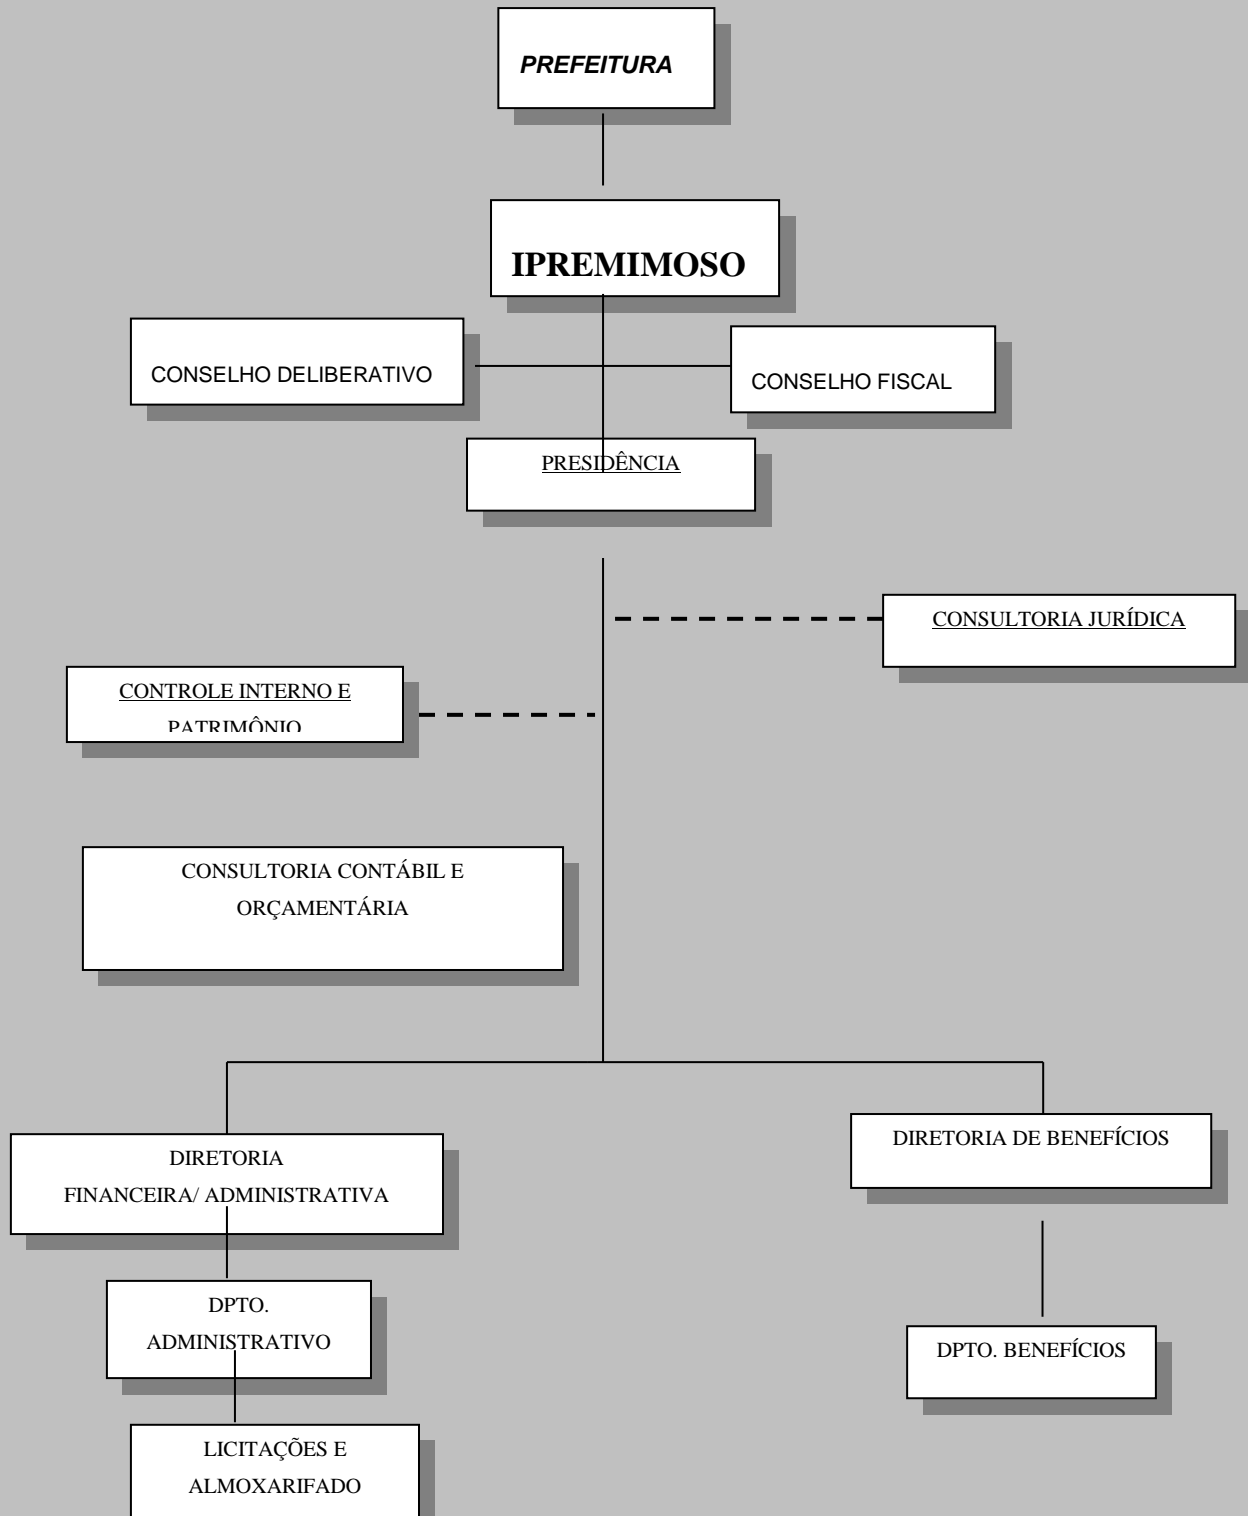 PREFEITURA
IPREMIMOSO
CONSELHO DELIBERATIVO
CONSELHO FISCAL
PRESIDÊNCIA
CONSULTORIA JURÍDICA
CONTROLE INTERNO E
PATRIMÔNIO
CONSULTORIA CONTÁBIL E
ORÇAMENTÁRIA
DIRETORIA
FINANCEIRA/ ADMINISTRATIVA
DIRETORIA DE BENEFÍCIOS
DPTO.
ADMINISTRATIVO
DPTO. BENEFÍCIOS
LICITAÇÕES E
ALMOXARIFADO